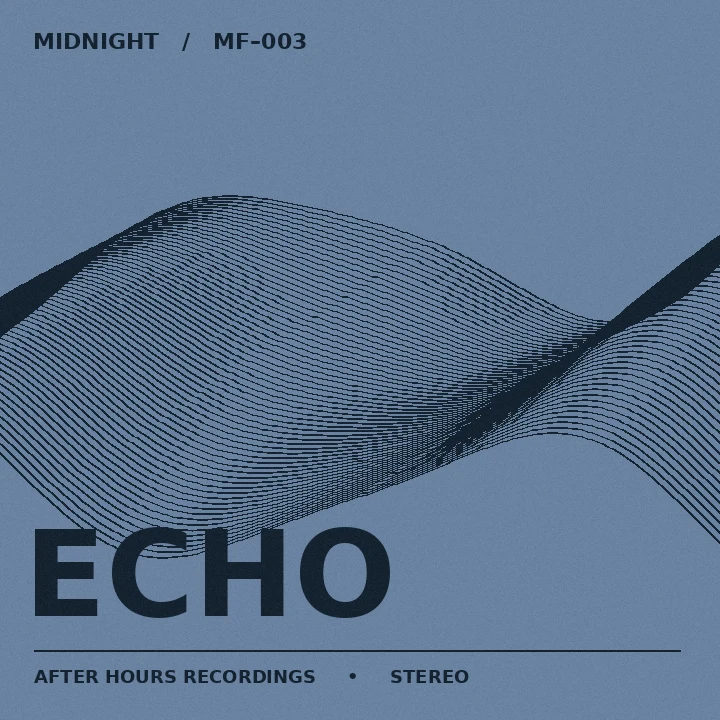 MIDNIGHT / MF–003
ECHO
AFTER HOURS RECORDINGS • STEREO